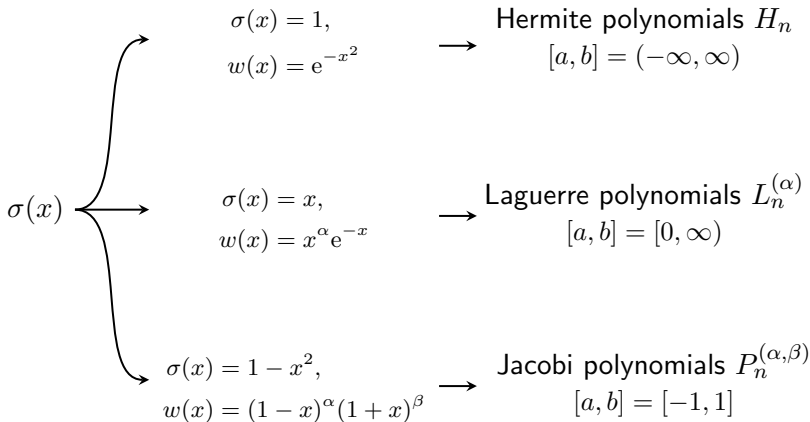 σ(x) = 1,
w(x) = e^{-x^2}
Hermite polynomials H_n
[a, b] = (−∞, ∞)
σ(x)
σ(x) = x,
w(x) = x^α e^{-x}
Laguerre polynomials L_n^{(α)}
[a, b] = [0, ∞)
σ(x) = 1 − x^2,
w(x) = (1 − x)^α(1 + x)^β
Jacobi polynomials P_n^{(α,β)}
[a, b] = [−1, 1]